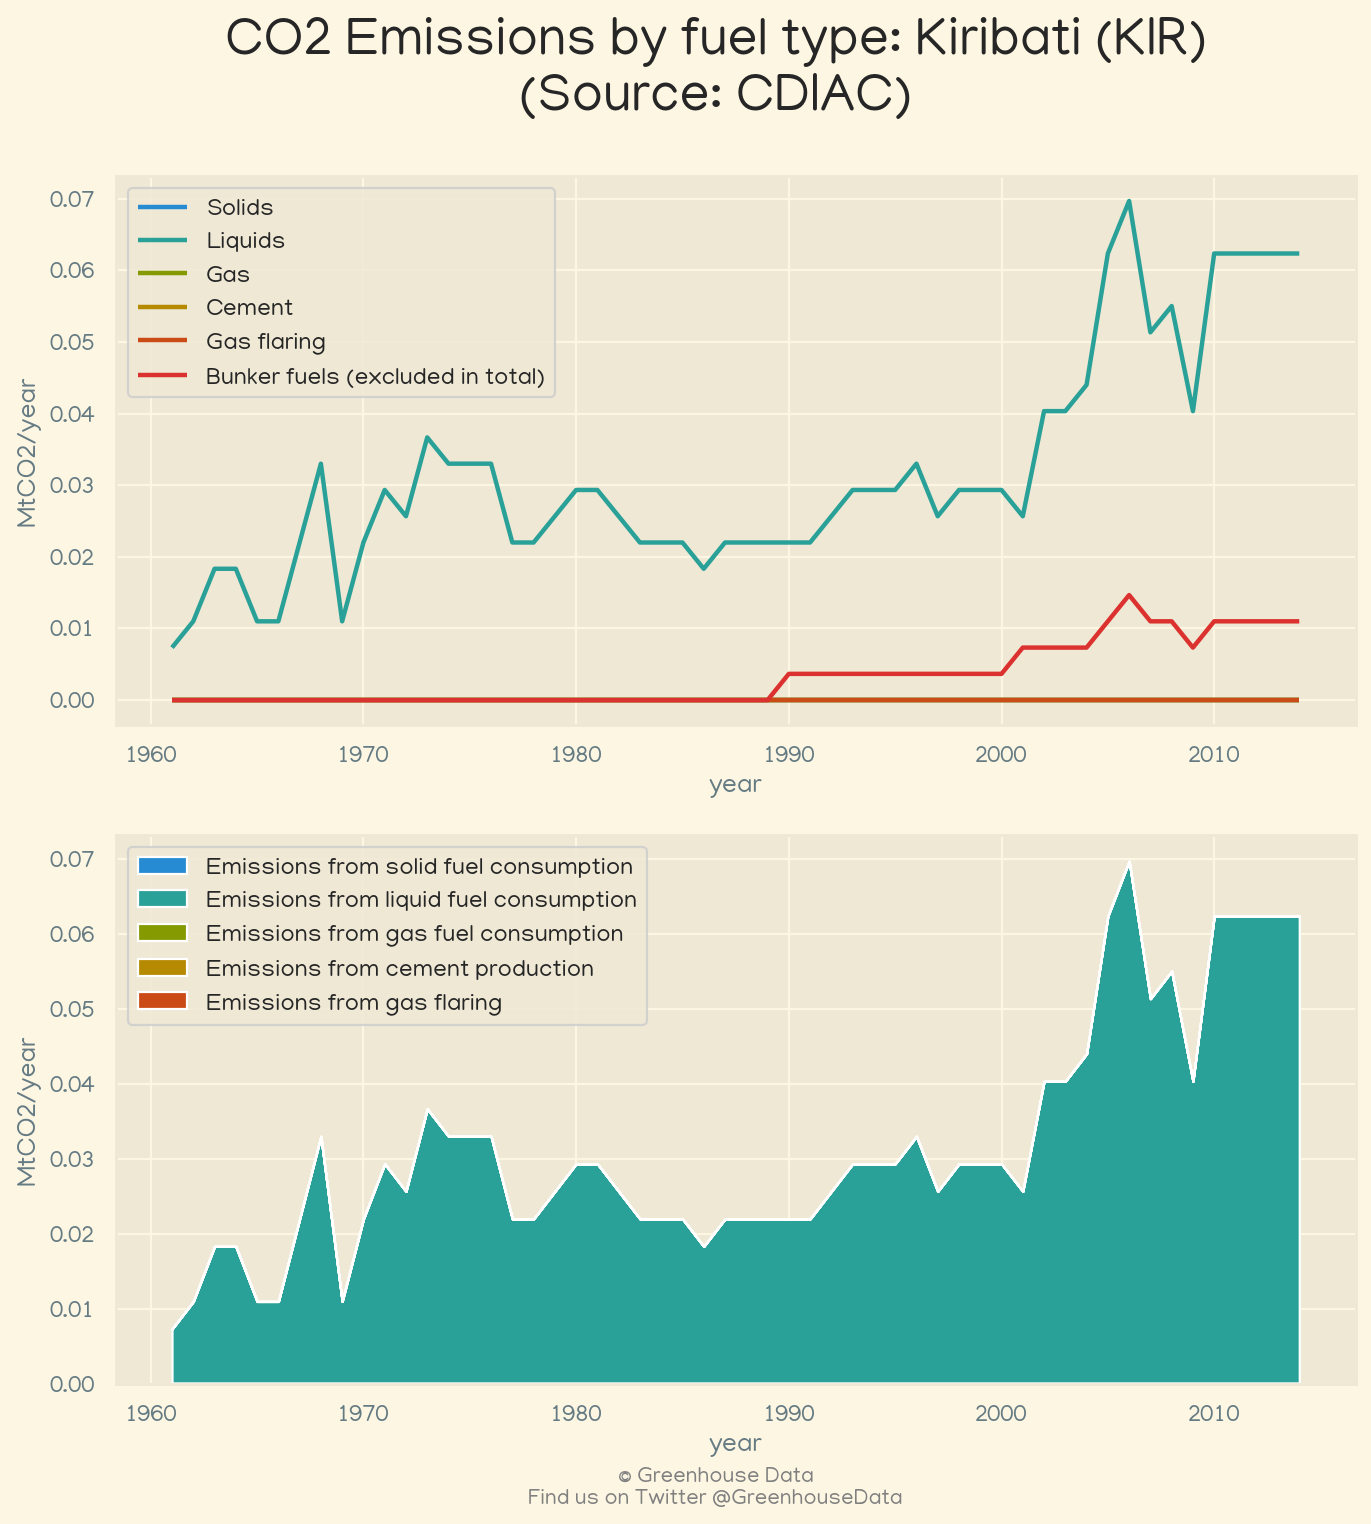 CO2 Emissions by fuel type: Kiribati (KIR)
(Source: CDIAC)
0.07
0.06
0.05
0.04
0.03
0.02
0.01
0.00
MtCO2/year
Solids
Liquids
Gas
Cement
Gas flaring
Bunker fuels (excluded in total)
1960 1970 1980 1990 2000 2010
year
0.07
0.06
0.05
0.04
0.03
0.02
0.01
0.00
MtCO2/year
Emissions from solid fuel consumption
Emissions from liquid fuel consumption
Emissions from gas fuel consumption
Emissions from cement production
Emissions from gas flaring
1960 1970 1980 1990 2000 2010
year
© Greenhouse Data
Find us on Twitter @GreenhouseData